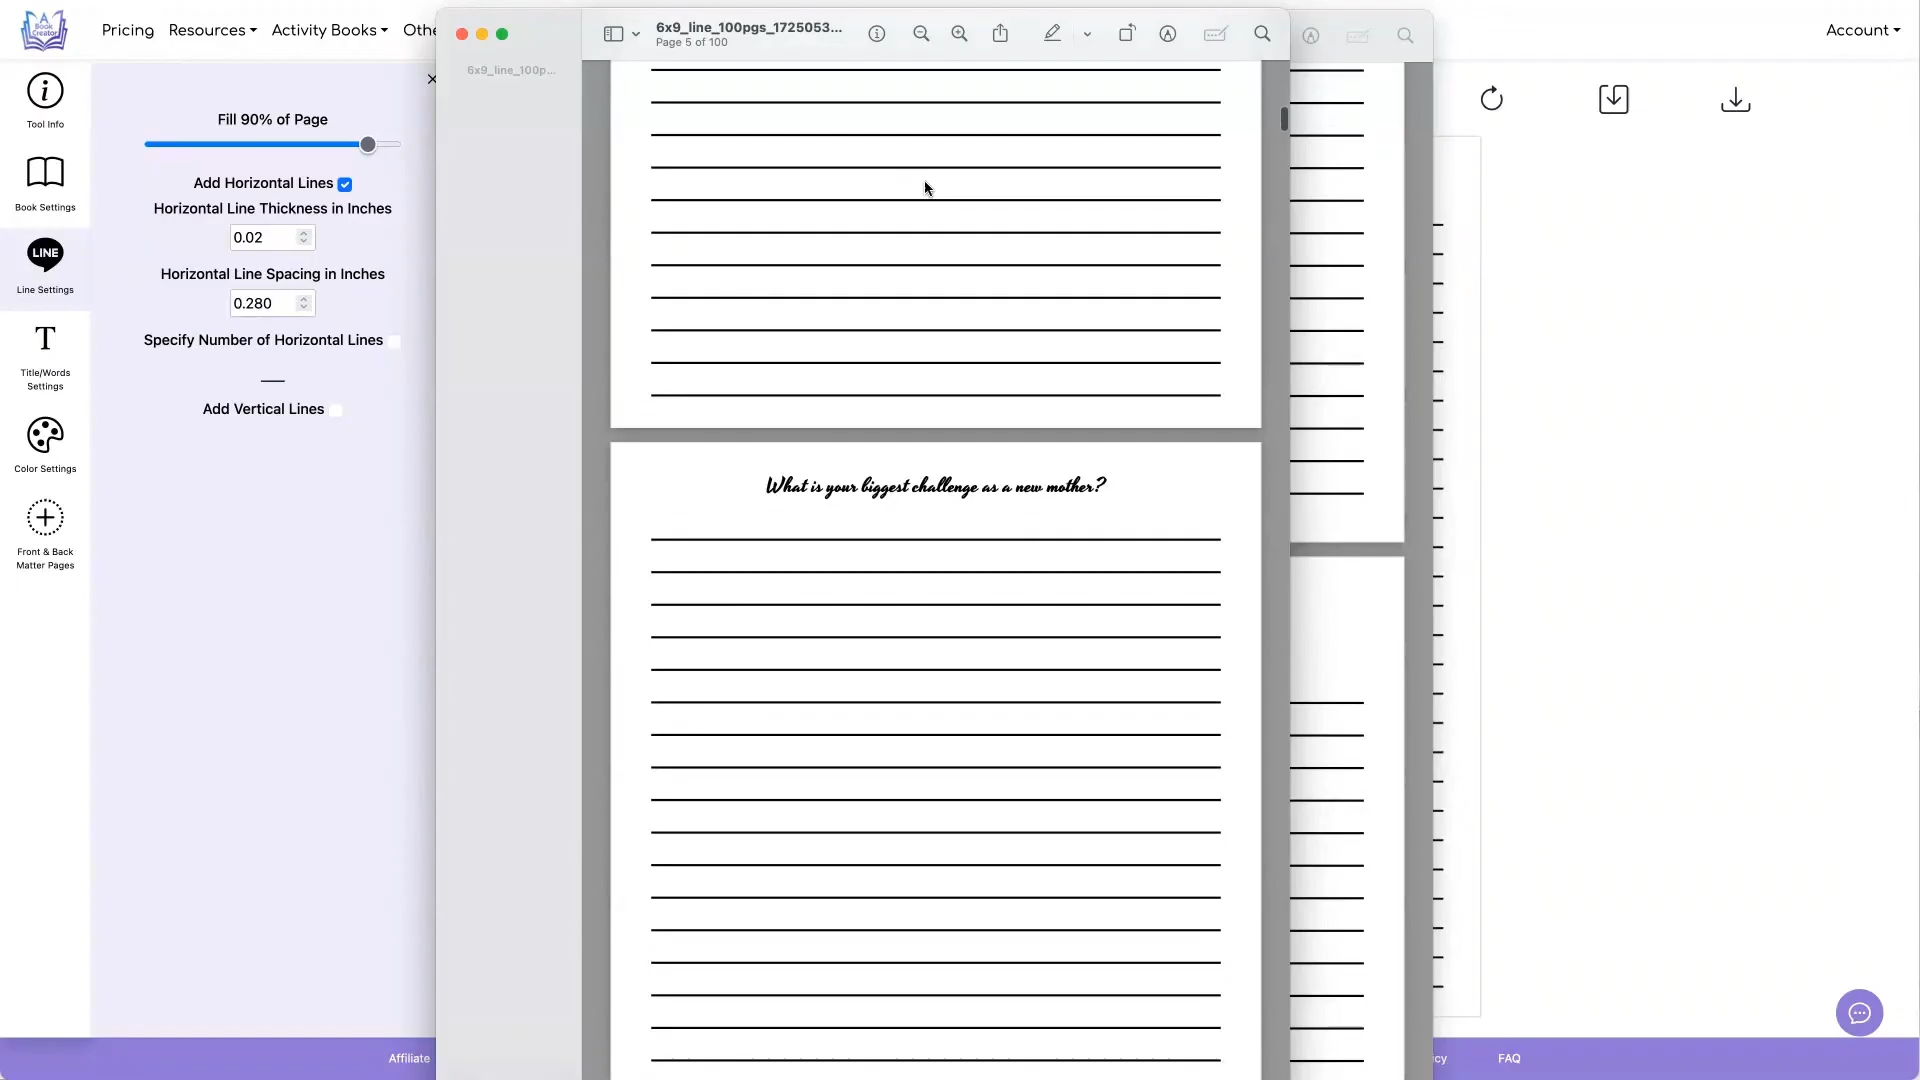 A Book Creator
Pricing
Resources
Activity Books
Othe
Account
Tool Info
Book Settings
LINE
Line Settings
T
Title/Words Settings
Color Settings
Front & Back Matter Pages
Fill 90% of Page
Add Horizontal Lines
Horizontal Line Thickness in Inches
0.02
Horizontal Line Spacing in Inches
0.280
Specify Number of Horizontal Lines
Add Vertical Lines
6x9_line_100pgs_1725053...
Page 5 of 100
6x9_line_100p...
What is your biggest challenge as a new mother?
Affiliate
icy
FAQ